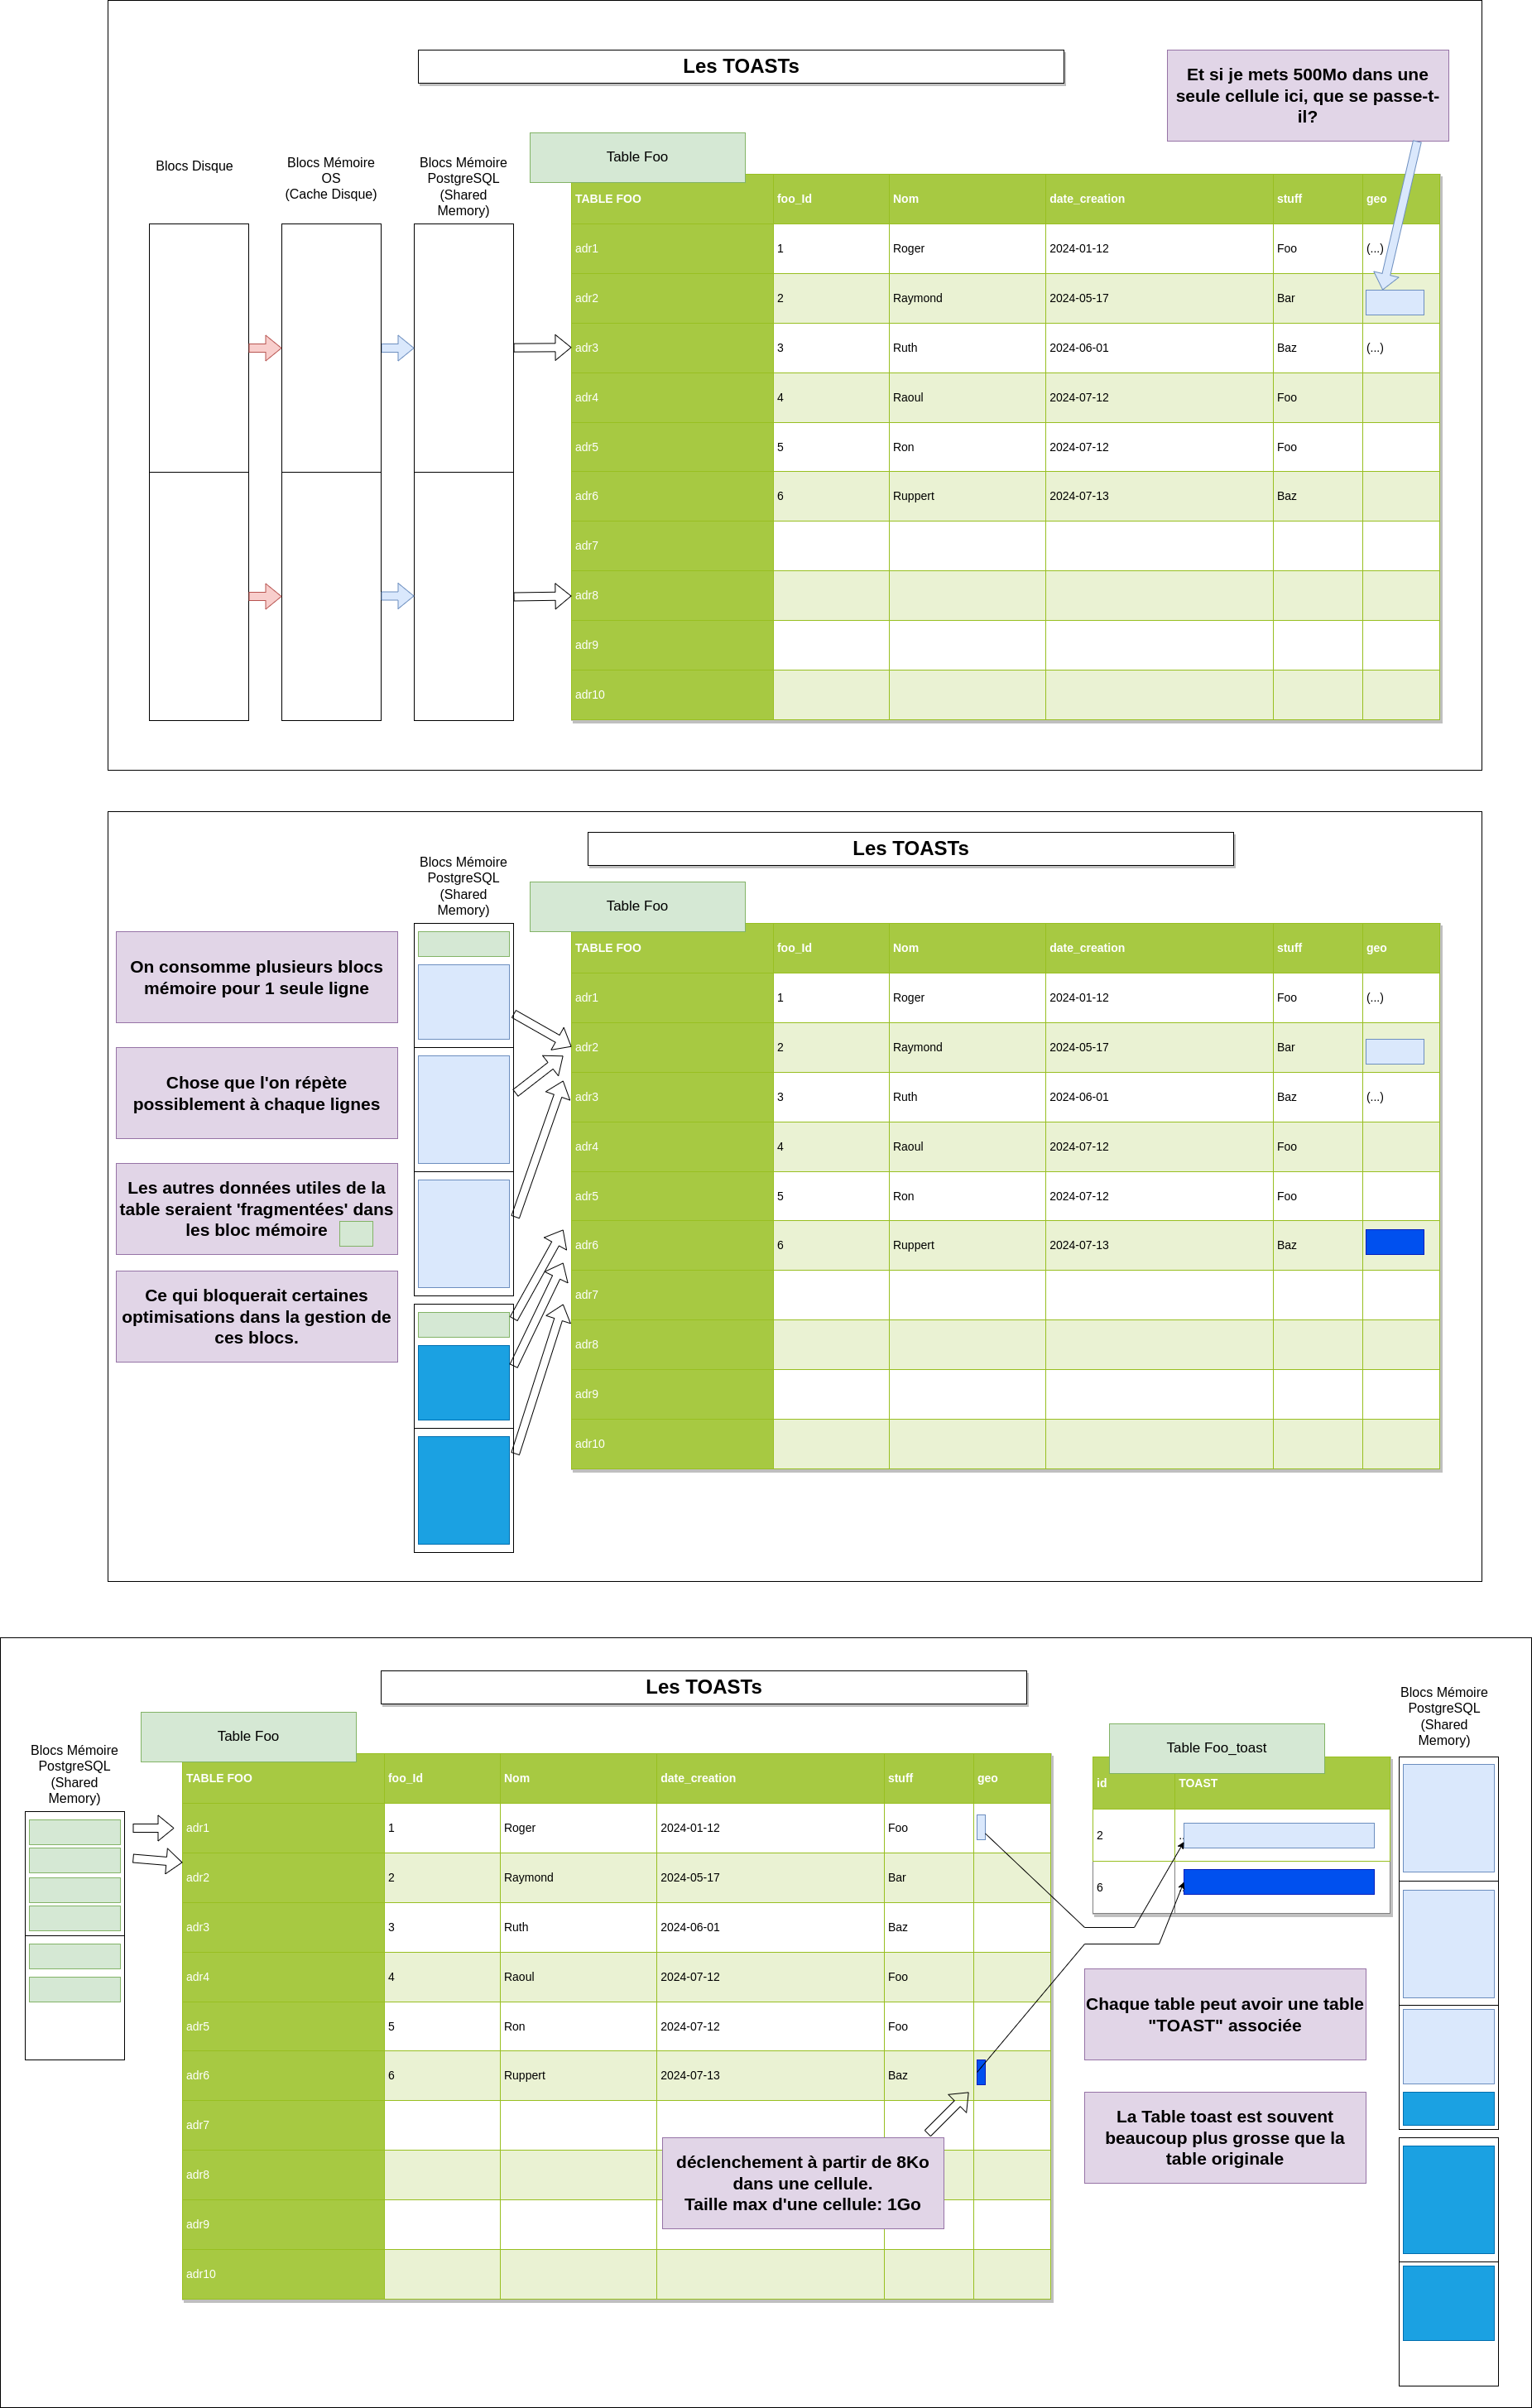 Les TOASTs
Et si je mets 500Mo dans une
seule cellule ici, que se passe-t-
il?
Blocs Disque
Blocs Mémoire
OS
(Cache Disque)
Blocs Mémoire
PostgreSQL
(Shared
Memory)
Table Foo
TABLE FOO foo_Id Nom date_creation stuff geo
adr1 1 Roger 2024-01-12 Foo (...)
adr2 2 Raymond 2024-05-17 Bar
adr3 3 Ruth 2024-06-01 Baz (...)
adr4 4 Raoul 2024-07-12 Foo
adr5 5 Ron 2024-07-12 Foo
adr6 6 Ruppert 2024-07-13 Baz
adr7
adr8
adr9
adr10
Les TOASTs
Blocs Mémoire
PostgreSQL
(Shared
Memory)
Table Foo
On consomme plusieurs blocs
mémoire pour 1 seule ligne
Chose que l'on répète
possiblement à chaque lignes
Les autres données utiles de la
table seraient 'fragmentées' dans
les bloc mémoire
Ce qui bloquerait certaines
optimisations dans la gestion de
ces blocs.
TABLE FOO foo_Id Nom date_creation stuff geo
adr1 1 Roger 2024-01-12 Foo (...)
adr2 2 Raymond 2024-05-17 Bar
adr3 3 Ruth 2024-06-01 Baz (...)
adr4 4 Raoul 2024-07-12 Foo
adr5 5 Ron 2024-07-12 Foo
adr6 6 Ruppert 2024-07-13 Baz
adr7
adr8
adr9
adr10
Les TOASTs
Blocs Mémoire
PostgreSQL
(Shared
Memory)
Table Foo
TABLE FOO foo_Id Nom date_creation stuff geo
adr1 1 Roger 2024-01-12 Foo
adr2 2 Raymond 2024-05-17 Bar
adr3 3 Ruth 2024-06-01 Baz
adr4 4 Raoul 2024-07-12 Foo
adr5 5 Ron 2024-07-12 Foo
adr6 6 Ruppert 2024-07-13 Baz
adr7
adr8
adr9
adr10
déclenchement à partir de 8Ko
dans une cellule.
Taille max d'une cellule: 1Go
Table Foo_toast
id TOAST
2
6
Chaque table peut avoir une table
"TOAST" associée
La Table toast est souvent
beaucoup plus grosse que la
table originale
Blocs Mémoire
PostgreSQL
(Shared
Memory)